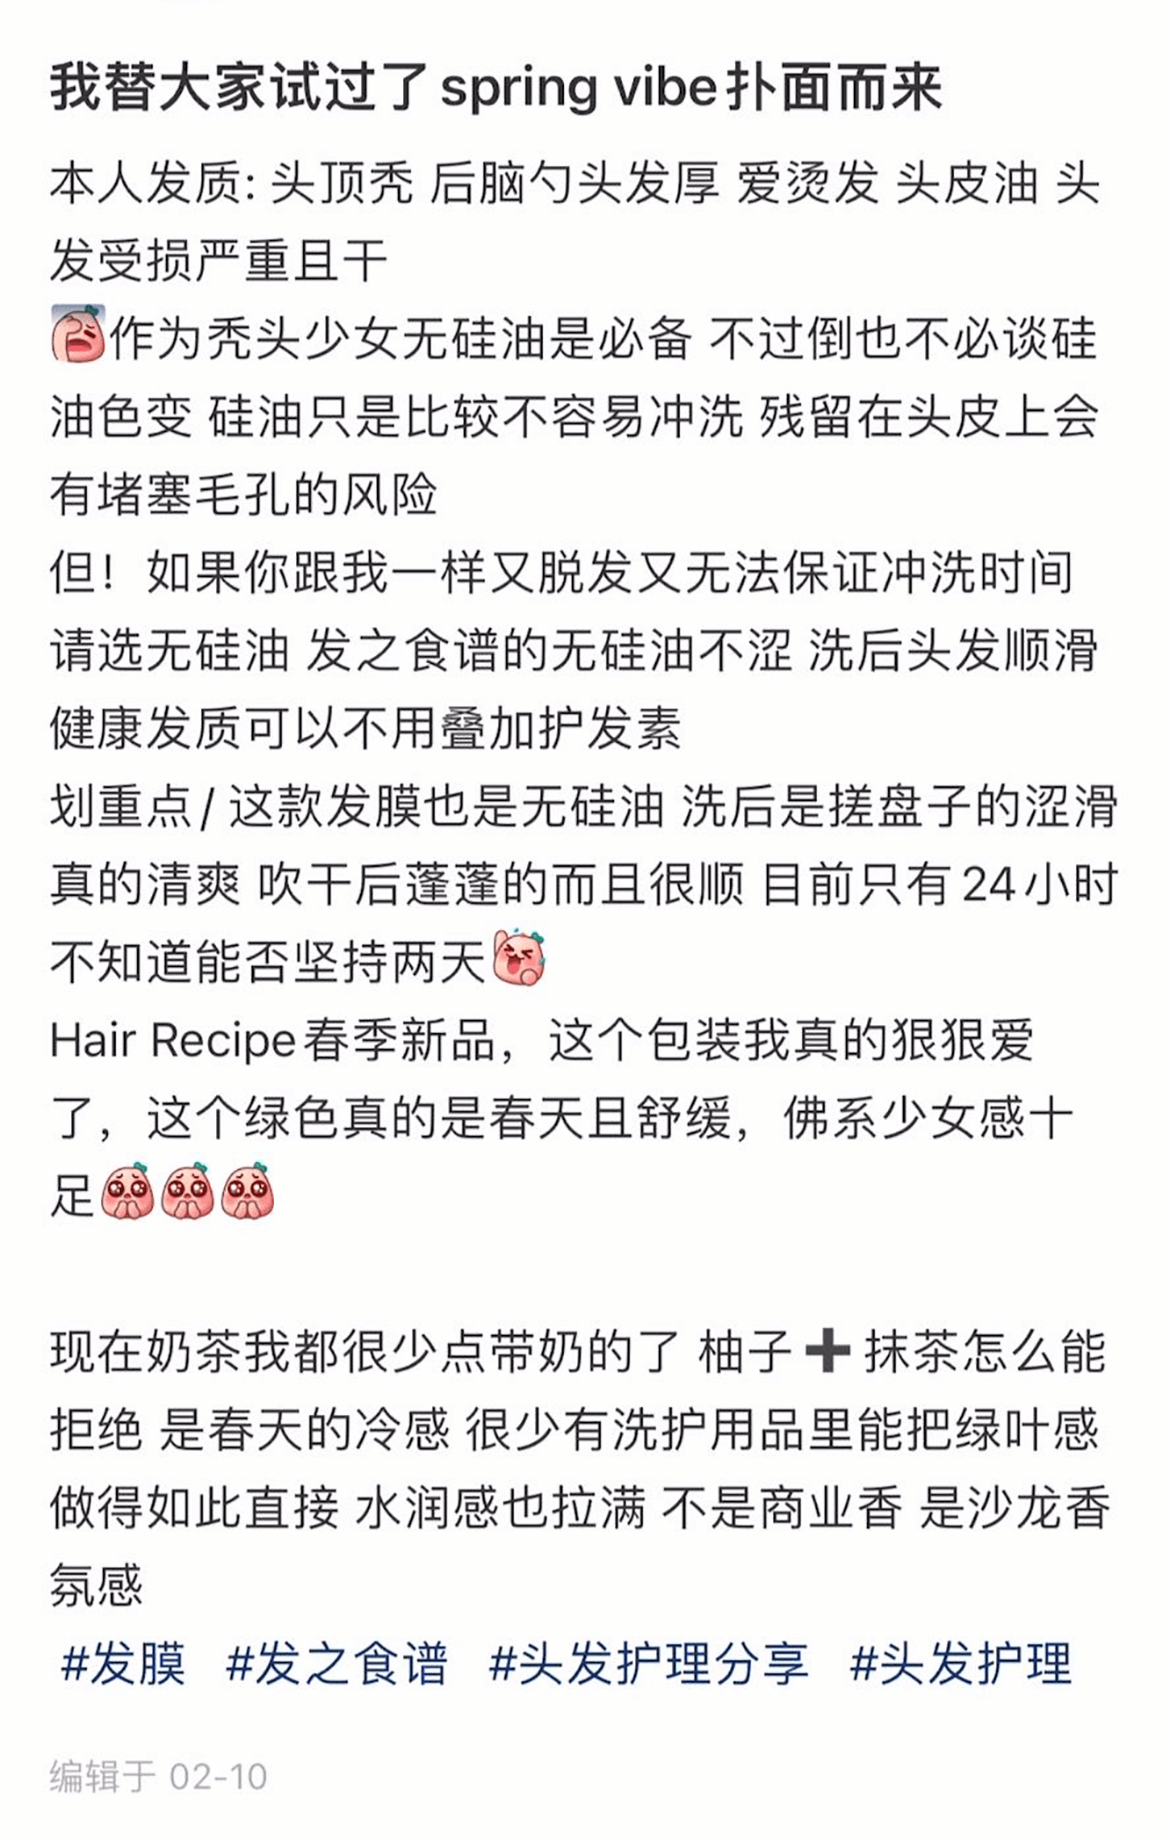 我替大家试过了spring vibe扑面而来
本人发质: 头顶秃 后脑勺头发厚 爱烫发 头皮油 头
发受损严重且干
作为秃头少女无硅油是必备 不过倒也不必谈硅
油色变 硅油只是比较不容易冲洗 残留在头皮上会
有堵塞毛孔的风险
但！如果你跟我一样又脱发又无法保证冲洗时间
请选无硅油 发之食谱的无硅油不涩 洗后头发顺滑
健康发质可以不用叠加护发素
划重点/ 这款发膜也是无硅油 洗后是搓盘子的涩滑
真的清爽 吹干后蓬蓬的而且很顺 目前只有24小时
不知道能否坚持两天
Hair Recipe春季新品，这个包装我真的狠狠爱
了，这个绿色真的是春天且舒缓，佛系少女感十
足
现在奶茶我都很少点带奶的了 柚子➕抹茶怎么能
拒绝 是春天的冷感 很少有洗护用品里能把绿叶感
做得如此直接 水润感也拉满 不是商业香 是沙龙香
氛感
#发膜 #发之食谱 #头发护理分享 #头发护理
编辑于 02-10